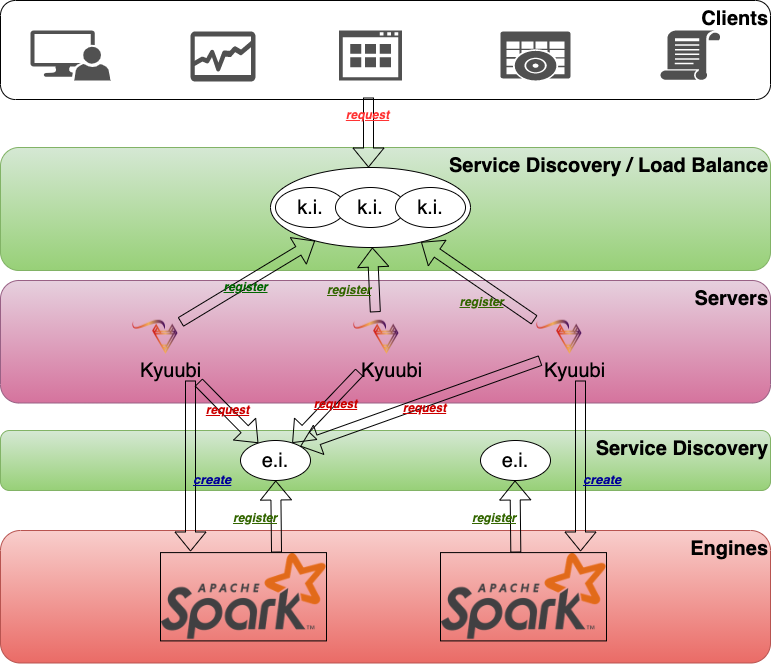 Clients
request
Service Discovery / Load Balance
k.i.
k.i.
k.i.
register
register
register
Servers
Kyuubi
Kyuubi
Kyuubi
request
request
request
Service Discovery
e.i.
e.i.
create
create
register
register
Engines
APACHE
Spark™
APACHE
Spark™